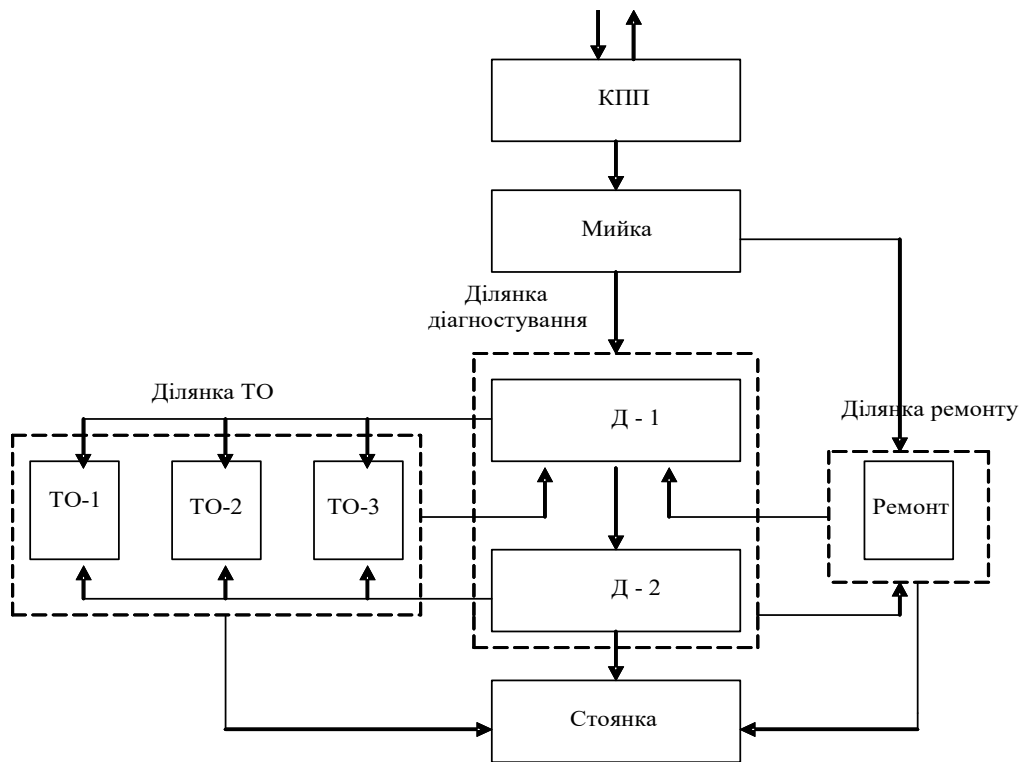 КПП
Мийка
Ділянка
діагностування
Ділянка ТО
Д - 1
Ділянка ремонту
ТО-1
ТО-2
ТО-3
Ремонт
Д - 2
Стоянка